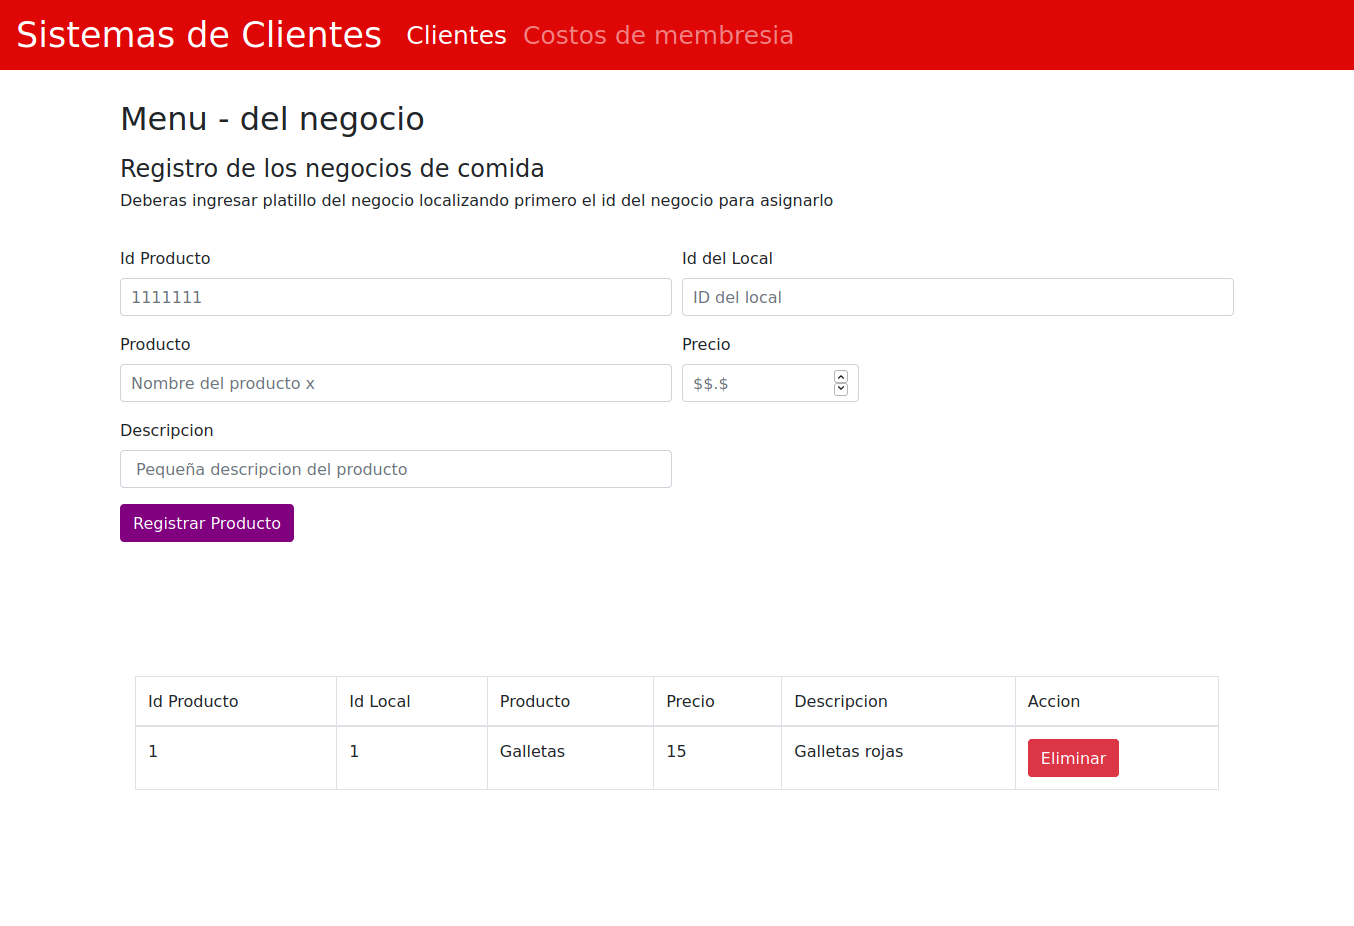 Sistemas de Clientes Clientes Costos de membresia
Menu - del negocio
Registro de los negocios de comida
Deberas ingresar platillo del negocio localizando primero el id del negocio para asignarlo
Id Producto Id del Local
1111111 ID del local
Producto Precio
Nombre del producto x $$.$
Descripcion
Pequeña descripcion del producto
Registrar Producto
Id Producto Id Local Producto Precio Descripcion Accion
1 1 Galletas 15 Galletas rojas Eliminar